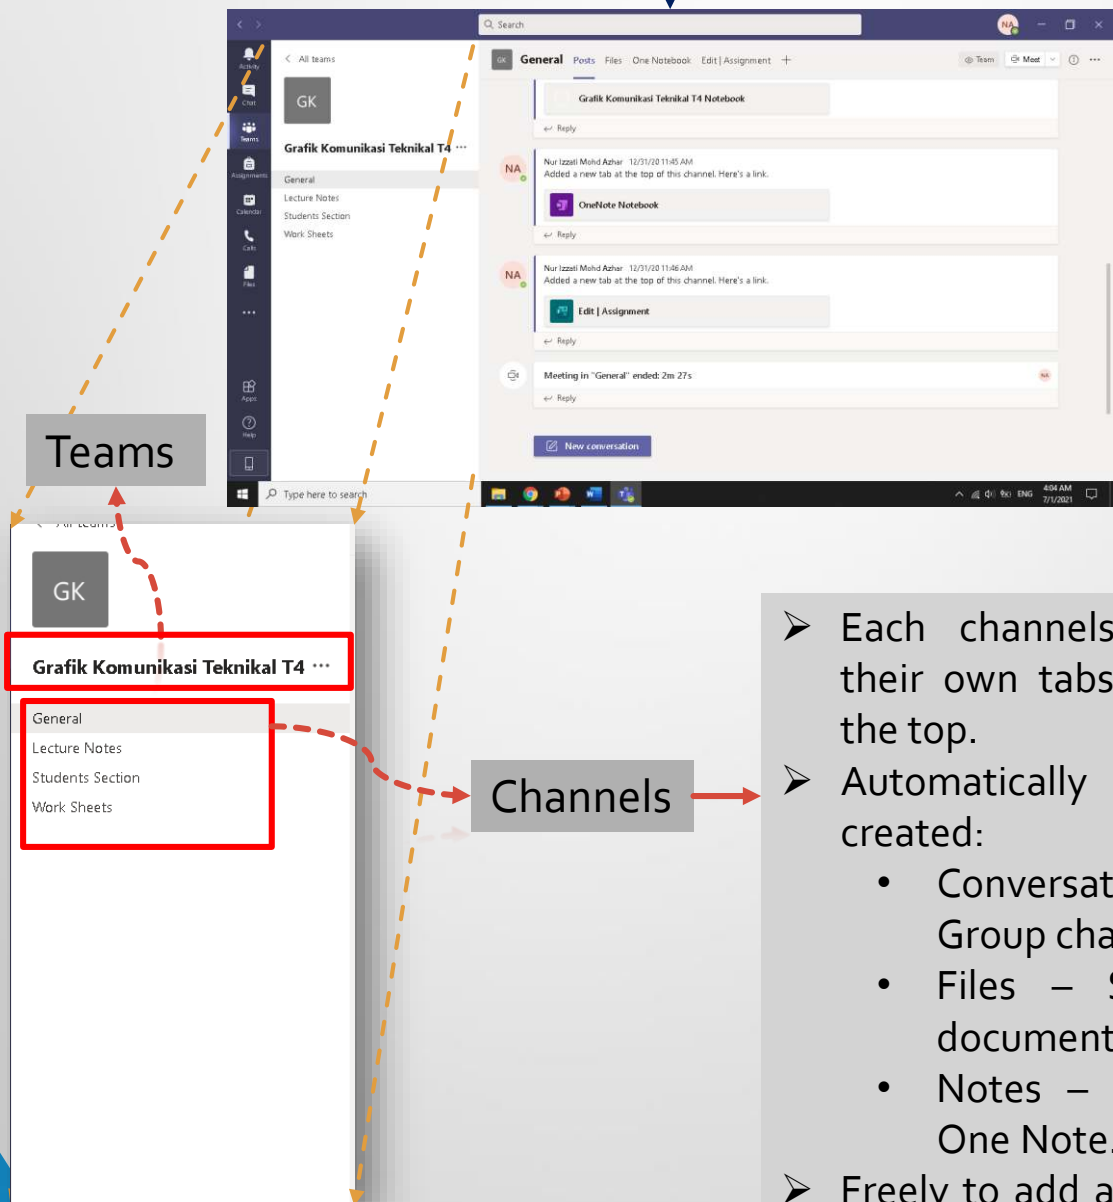 Search
NA
Activity
Chat
Teams
Assignments
Calendar
Calls
Files
Apps
Help
All teams
GK
Grafik Komunikasi Teknikal T4 ...
General
Lecture Notes
Students Section
Work Sheets
GK
General Posts Files One Notebook Edit | Assignment +
Team
Meet
Grafik Komunikasi Teknikal T4 Notebook
Reply
NA
Nur Izzati Mohd Azhar 12/31/20 11:45 AM
Added a new tab at the top of this channel. Here's a link.
OneNote Notebook
Reply
NA
Nur Izzati Mohd Azhar 12/31/20 11:46 AM
Added a new tab at the top of this channel. Here's a link.
Edit | Assignment
Reply
Meeting in "General" ended: 2m 27s
NA
Reply
New conversation
Type here to search
ENG
4:04 AM
7/1/2021
Teams
All teams
GK
Grafik Komunikasi Teknikal T4 ...
General
Lecture Notes
Students Section
Work Sheets
Channels
➢ Each channels
their own tabs
the top.
➢ Automatically
created:
• Conversat
Group cha
• Files – S
document
• Notes –
One Note.
➢ Freely to add a